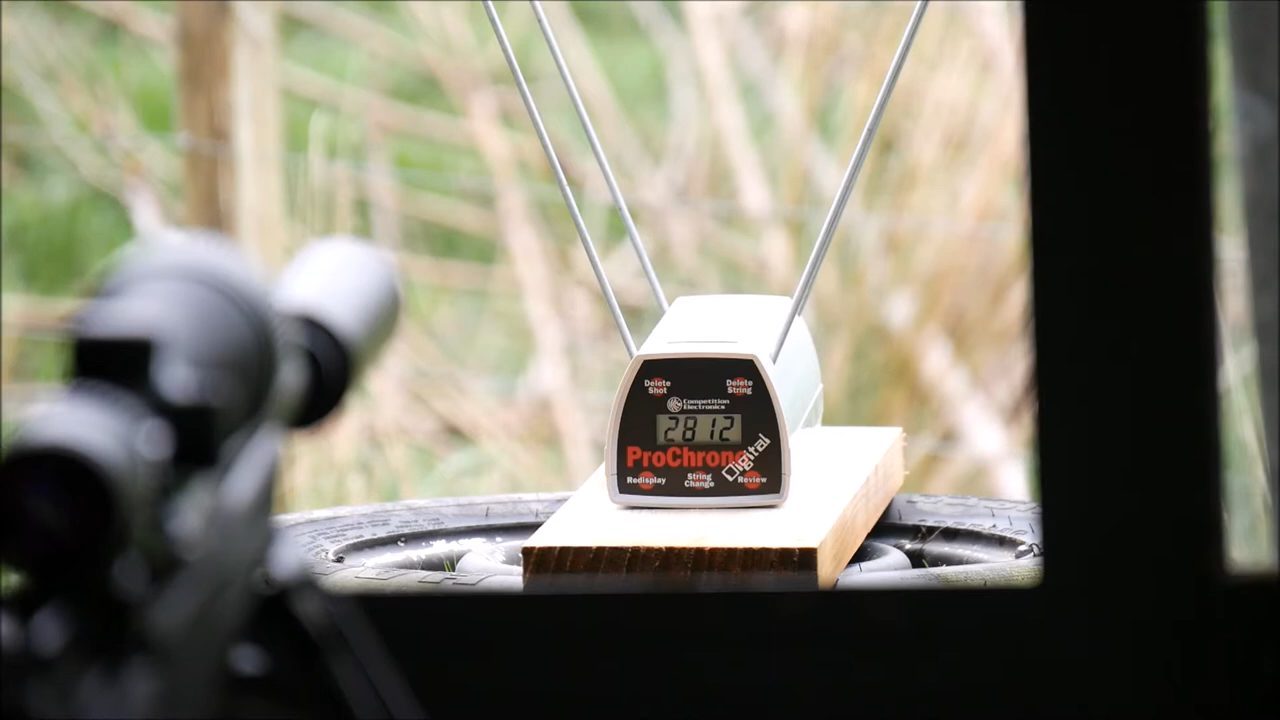 Delete
Shot
Delete
String
Competition
Electronics
2812
ProChrono
Digital
Redisplay
String
Change
Review